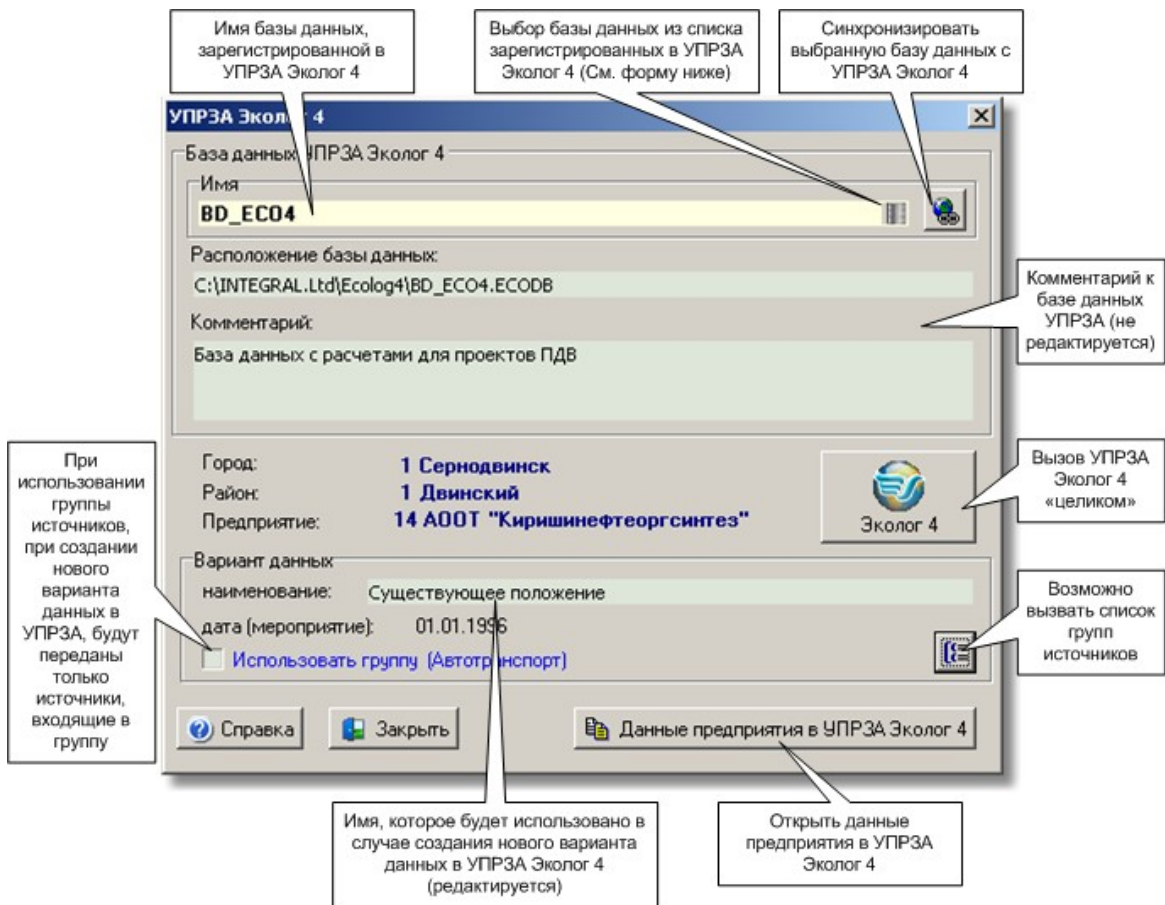 Имя базы данных,
зарегистрированной в
УПРЗА Эколог 4
Выбор базы данных из списка
зарегистрированных в УПРЗА
Эколог 4 (См. форму ниже)
Синхронизировать
выбранную базу данных с
УПРЗА Эколог 4
УПРЗА Эколог 4
База данных УПРЗА Эколог 4
Имя
BD_ECO4
Расположение базы данных:
C:\INTEGRAL.Ltd\Ecolog4\BD_ECO4.ECODB
Комментарий:
База данных с расчетами для проектов ПДВ
Комментарий к
базе данных
УПРЗА (не
редактируется)
При
использовании
группы
источников,
при создании
нового
варианта
данных в
УПРЗА, будут
переданы
только
источники,
входящие в
группу
Город: 1 Сернодвинск
Район: 1 Двинский
Предприятие: 14 АООТ "Киришинефтеоргсинтез"
Эколог 4
Вызов УПРЗА
Эколог 4
«целиком»
Вариант данных
наименование: Существующее положение
дата (мероприятие): 01.01.1996
Использовать группу (Автотранспорт)
Возможно
вызвать список
групп
источников
Справка
Закрыть
Данные предприятия в УПРЗА Эколог 4
Имя, которое будет использовано в
случае создания нового варианта
данных в УПРЗА Эколог 4
(редактируется)
Открыть данные
предприятия в УПРЗА
Эколог 4